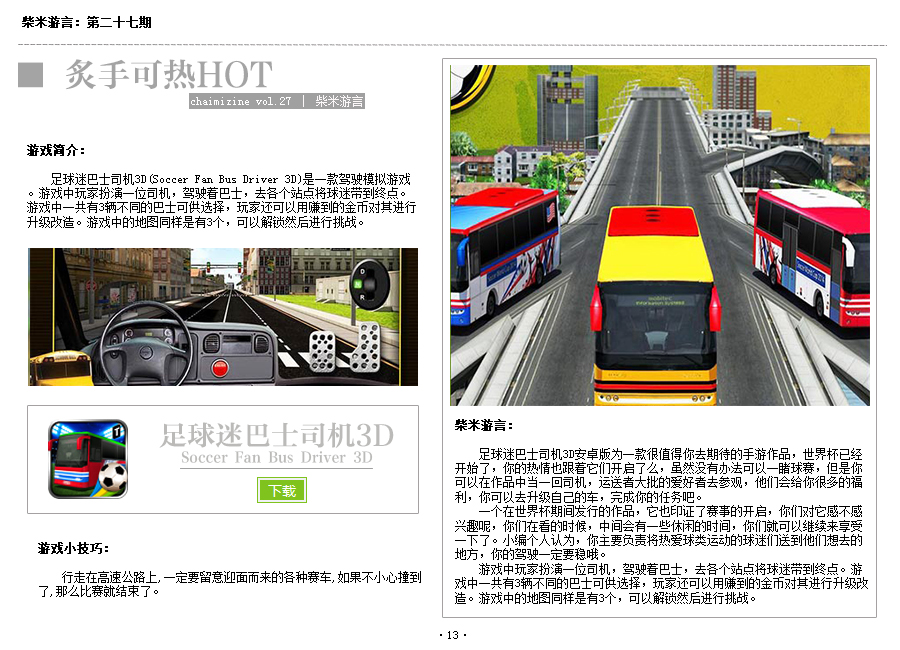 柴米游言：第二十七期
炙手可热HOT
chaimizine vol.27 | 柴米游言
游戏简介：
足球迷巴士司机3D(Soccer Fan Bus Driver 3D)是一款驾驶模拟游戏
。游戏中玩家扮演一位司机，驾驶着巴士，去各个站点将球迷带到终点。
游戏中一共有3辆不同的巴士可供选择，玩家还可以用赚到的金币对其进行
升级改造。游戏中的地图同样是有3个，可以解锁然后进行挑战。
D
R
足球迷巴士司机3D
Soccer Fan Bus Driver 3D
下载
游戏小技巧：
行走在高速公路上,一定要留意迎面而来的各种赛车,如果不小心撞到
了,那么比赛就结束了。
柴米游言：
足球迷巴士司机3D安卓版为一款很值得你去期待的手游作品，世界杯已经
开始了，你的热情也跟着它们开启了么，虽然没有办法可以一睹球赛，但是你
可以在作品中当一回司机，运送者大批的爱好者去参观，他们会给你很多的福
利，你可以去升级自己的车，完成你的任务吧。
一个在世界杯期间发行的作品，它也印证了赛事的开启，你们对它感不感
兴趣呢，你们在看的时候，中间会有一些休闲的时间，你们就可以继续来享受
一下了。小编个人认为，你主要负责将热爱球类运动的球迷们送到他们想去的
地方，你的驾驶一定要稳哦。
游戏中玩家扮演一位司机，驾驶着巴士，去各个站点将球迷带到终点。游
戏中一共有3辆不同的巴士可供选择，玩家还可以用赚到的金币对其进行升级改
造。游戏中的地图同样是有3个，可以解锁然后进行挑战。
·13·